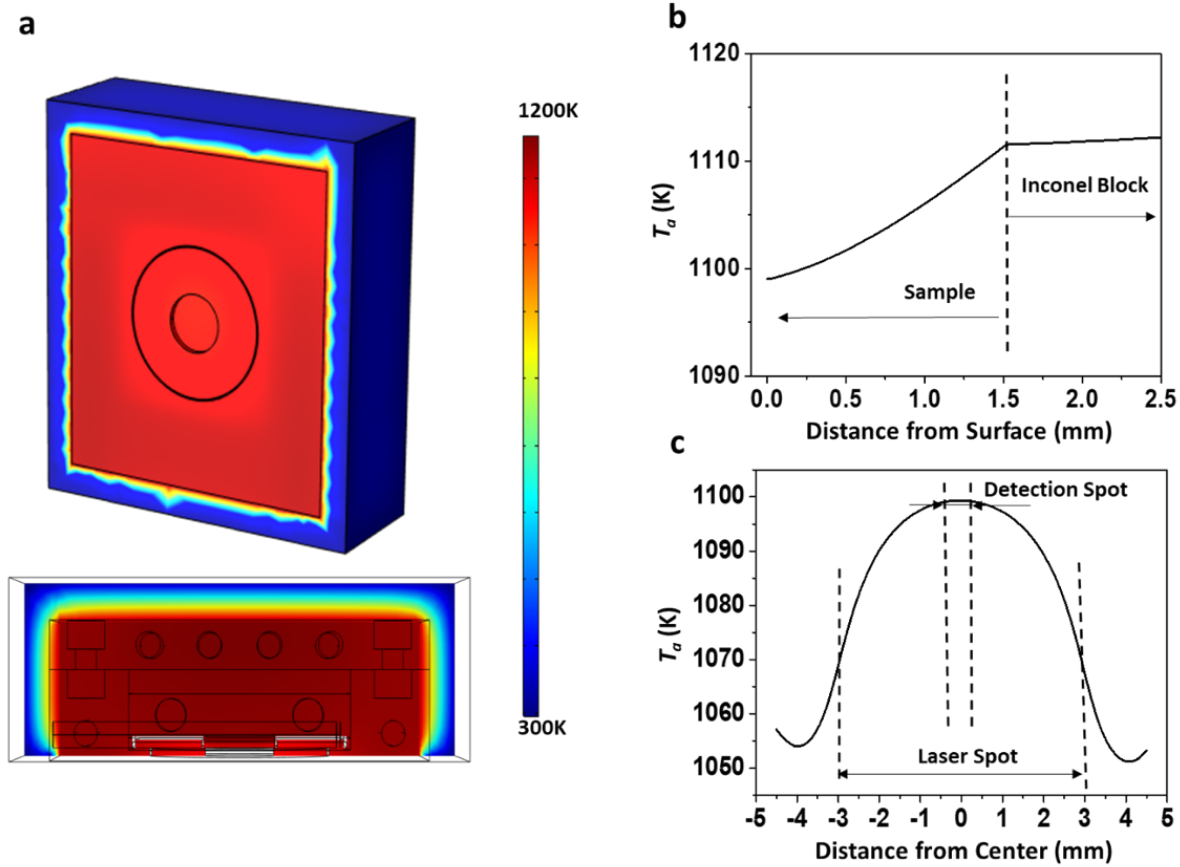 a
1200K
300K
b
1120
1110
1100
1090
T_a (K)
Inconel Block
Sample
0.0 0.5 1.0 1.5 2.0 2.5
Distance from Surface (mm)
c
1100
1090
1080
1070
1060
1050
T_a (K)
Detection Spot
Laser Spot
-5 -4 -3 -2 -1 0 1 2 3 4 5
Distance from Center (mm)